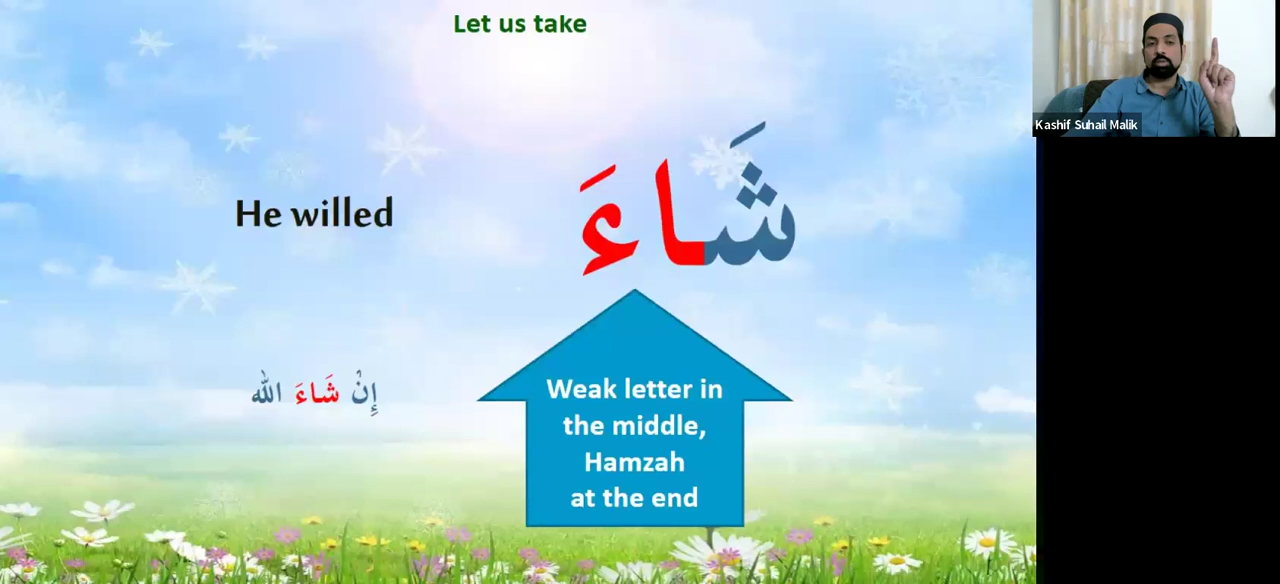 Let us take
Kashif Suhail Malik
He willed
شَاءَ
إِنْ شَاءَ اللّٰه
Weak letter in
the middle,
Hamzah
at the end